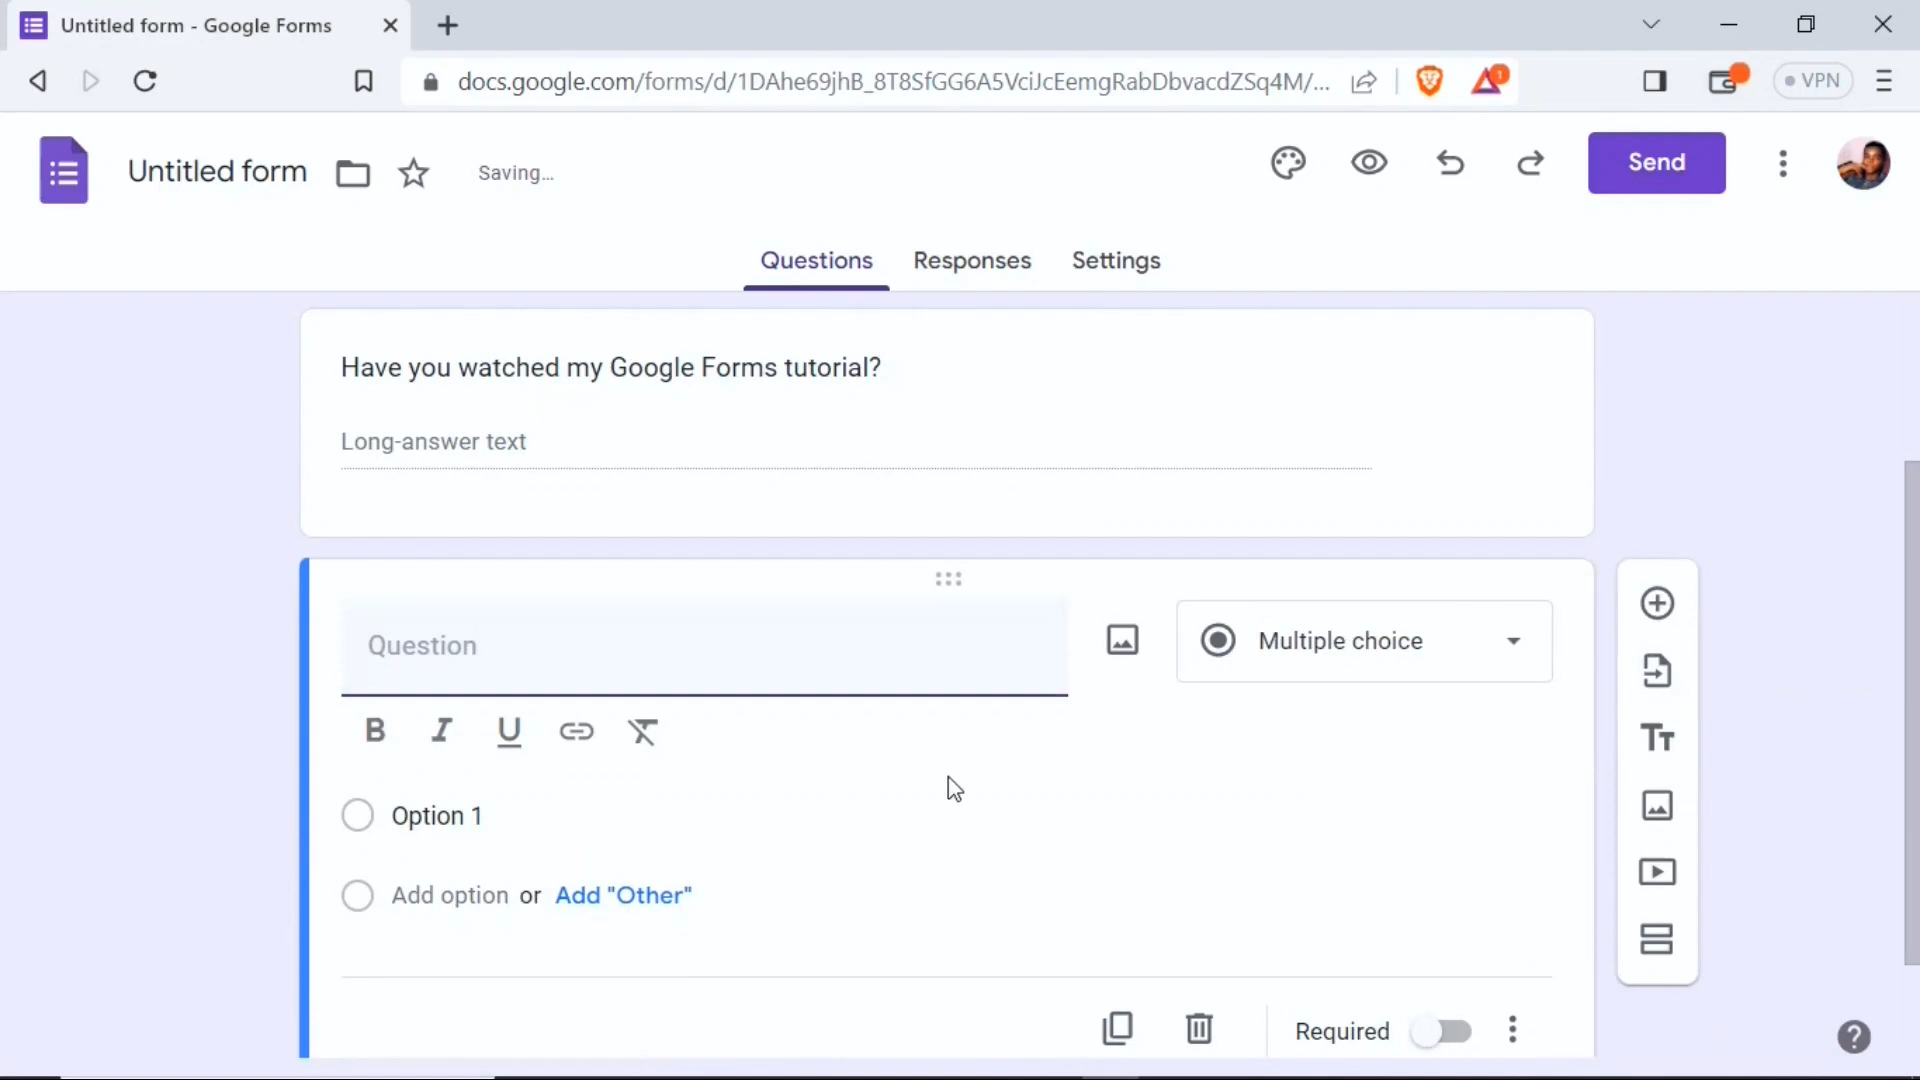 Untitled form - Google Forms
docs.google.com/forms/d/1DAhe69jhB_8T8SfGG6A5VciJcEemgRabDbvacdZSq4M/...
1
VPN
Untitled form
Saving...
Send
Questions
Responses
Settings
Have you watched my Google Forms tutorial?
Long-answer text
Question
Multiple choice
B I U
Option 1
Add option or Add "Other"
Required